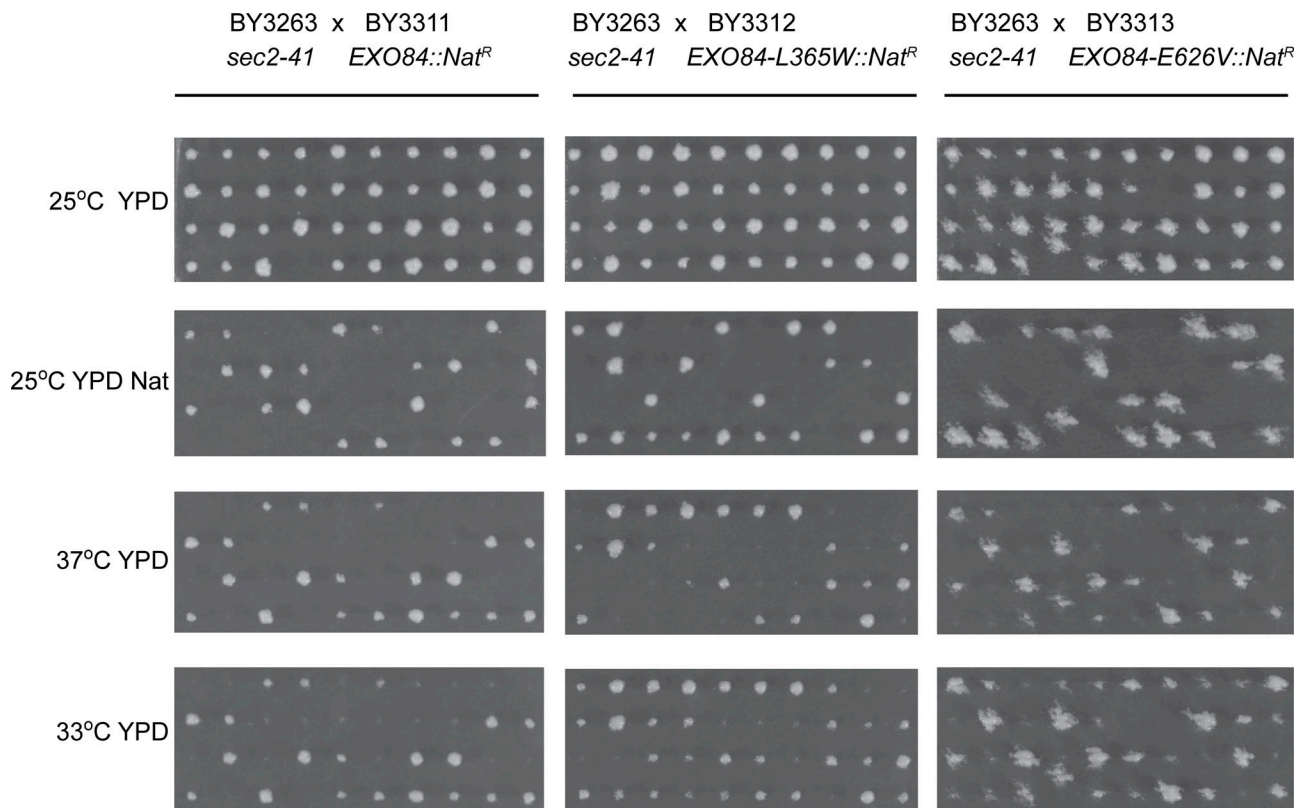 BY3263 x BY3311
sec2-41 EXO84::Natᴿ
BY3263 x BY3312
sec2-41 EXO84-L365W::Natᴿ
BY3263 x BY3313
sec2-41 EXO84-E626V::Natᴿ
25°C YPD
25°C YPD Nat
37°C YPD
33°C YPD